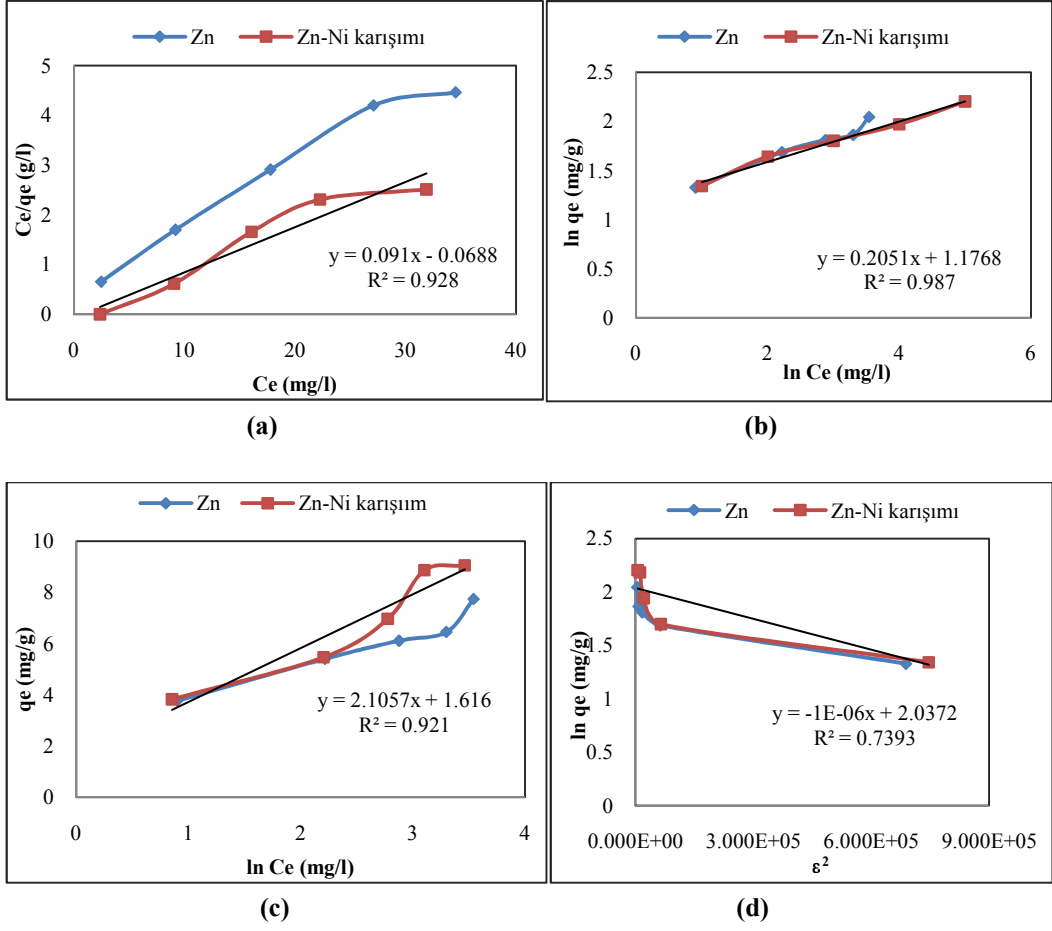 Zn Zn-Ni karışımı
5
4
3
2
1
0
Ce/qe (g/l)
y = 0.091x - 0.0688
R² = 0.928
0 10 20 30 40
Ce (mg/l)
(a)
Zn Zn-Ni karışımı
2.5
2
1.5
1
0.5
0
ln qe (mg/g)
y = 0.2051x + 1.1768
R² = 0.987
0 2 4 6
ln Ce (mg/l)
(b)
Zn Zn-Ni karışıım
10
8
6
4
2
0
qe (mg/g)
y = 2.1057x + 1.616
R² = 0.921
0 1 2 3 4
ln Ce (mg/l)
(c)
Zn Zn-Ni karışımı
2.5
2
1.5
1
0.5
0
ln qe (mg/g)
y = -1E-06x + 2.0372
R² = 0.7393
0.000E+00 3.000E+05 6.000E+05 9.000E+05
ε²
(d)